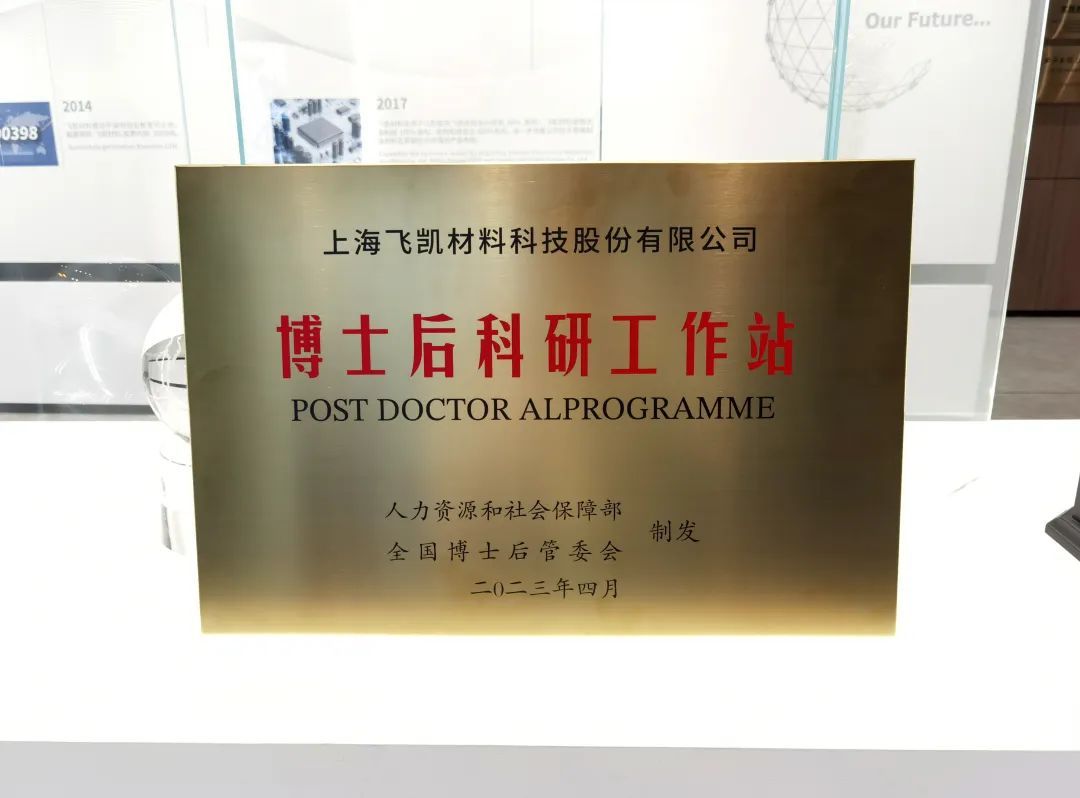 Our Future...
2014
00398
2017
上海飞凯材料科技股份有限公司
博士后科研工作站
POST DOCTOR ALPROGRAMME
人力资源和社会保障部
全国博士后管委会
制发
二0二三年四月